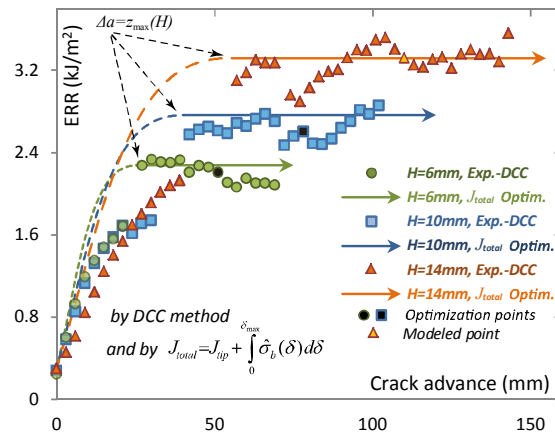 Δa=z_max(H)
ERR (kJ/m²)
3.2
2.4
1.6
0.8
0
H=6mm, Exp.-DCC
H=6mm, J_total Optim.
H=10mm, Exp.-DCC
H=10mm, J_total Optim.
H=14mm, Exp.-DCC
H=14mm, J_total Optim.
Optimization points
Modeled point
by DCC method
and by J_total=J_tip+∫_0^δ_max σ̂_b(δ)dδ
Crack advance (mm)
0 50 100 150